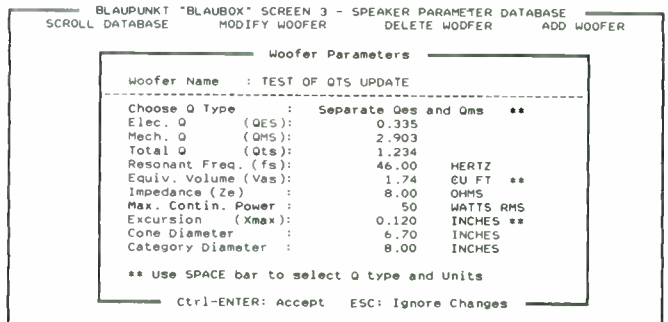 BLAUPUNKT "BLAUBOX" SCREEN 3 - SPEAKER PARAMETER DATABASE
SCROLL DATABASE MODIFY WOOFER DELETE WOOFER ADD WOOFER
Woofer Parameters
Woofer Name : TEST OF QTS UPDATE
Choose Q Type : Separate Qes and Qms **
Elec. Q (QES): 0.335
Mech. Q (QMS): 2.903
Total Q (Qts): 1.234
Resonant Freq. (fs): 46.00 HERTZ
Equiv. Volume (Vas): 1.74 CU FT **
Impedance (Ze) : 8.00 OHMS
Max. Contin. Power : 50 WATTS RMS
Excursion (Xmax): 0.120 INCHES **
Cone Diameter : 6.70 INCHES
Category Diameter : 8.00 INCHES
** Use SPACE bar to select Q type and Units
Ctrl-ENTER: Accept ESC: Ignore Changes